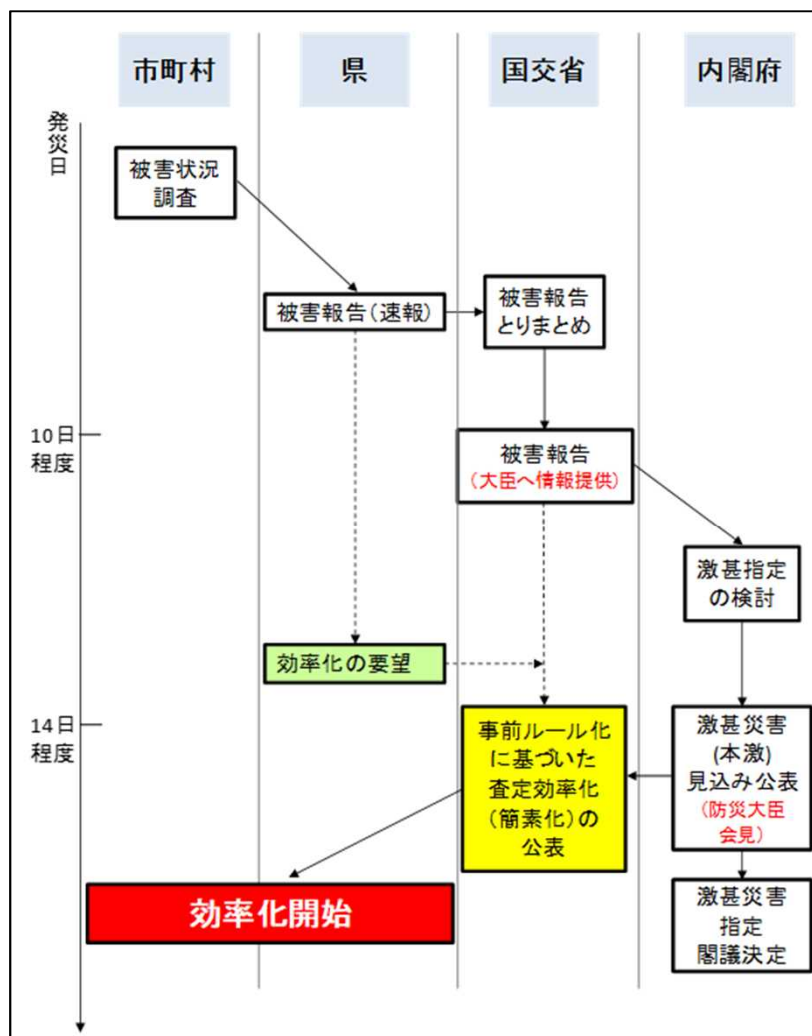 市町村
県
国交省
内閣府
発災日
被害状況
調査
被害報告（速報）
被害報告
とりまとめ
10日
程度
被害報告
（大臣へ情報提供）
激甚指定
の検討
効率化の要望
14日
程度
事前ルール化
に基づいた
査定効率化
（簡素化）の
公表
激甚災害
(本激)
見込み公表
（防災大臣
会見）
効率化開始
激甚災害
指定
閣議決定